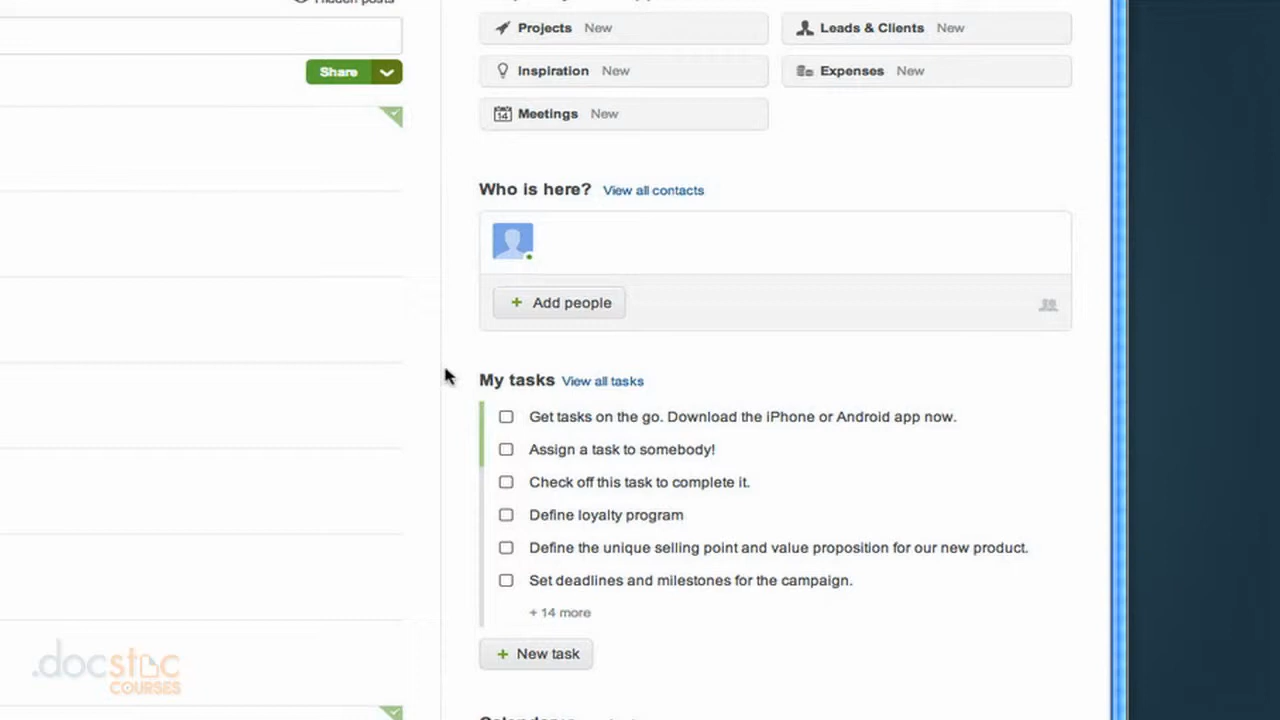 Hidden posts
Share
Projects New
Leads & Clients New
Inspiration New
Expenses New
14
Meetings New
Who is here? View all contacts
+ Add people
My tasks View all tasks
Get tasks on the go. Download the iPhone or Android app now.
Assign a task to somebody!
Check off this task to complete it.
Define loyalty program
Define the unique selling point and value proposition for our new product.
Set deadlines and milestones for the campaign.
+ 14 more
+ New task
Calendar
.docstoc
COURSES